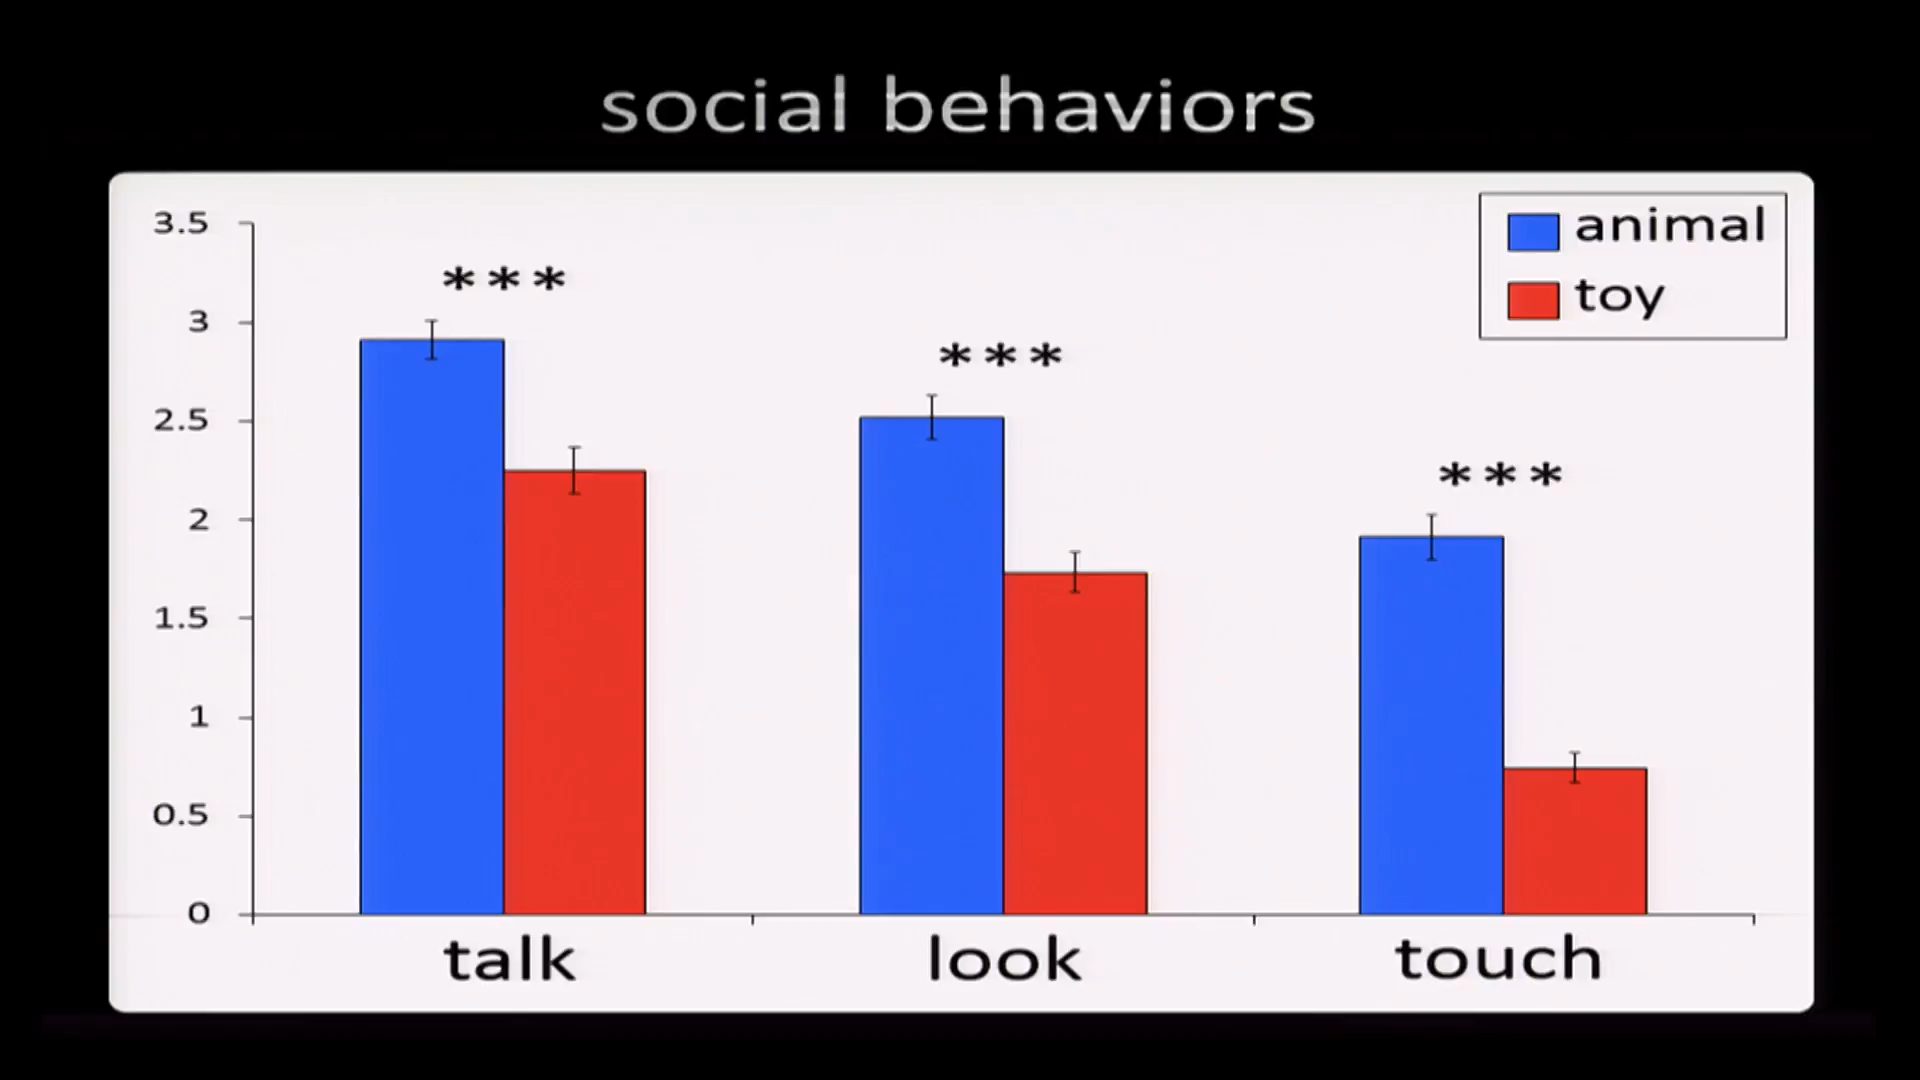 social behaviors
animal
toy
3.5
3
2.5
2
1.5
1
0.5
0
***
***
***
talk
look
touch